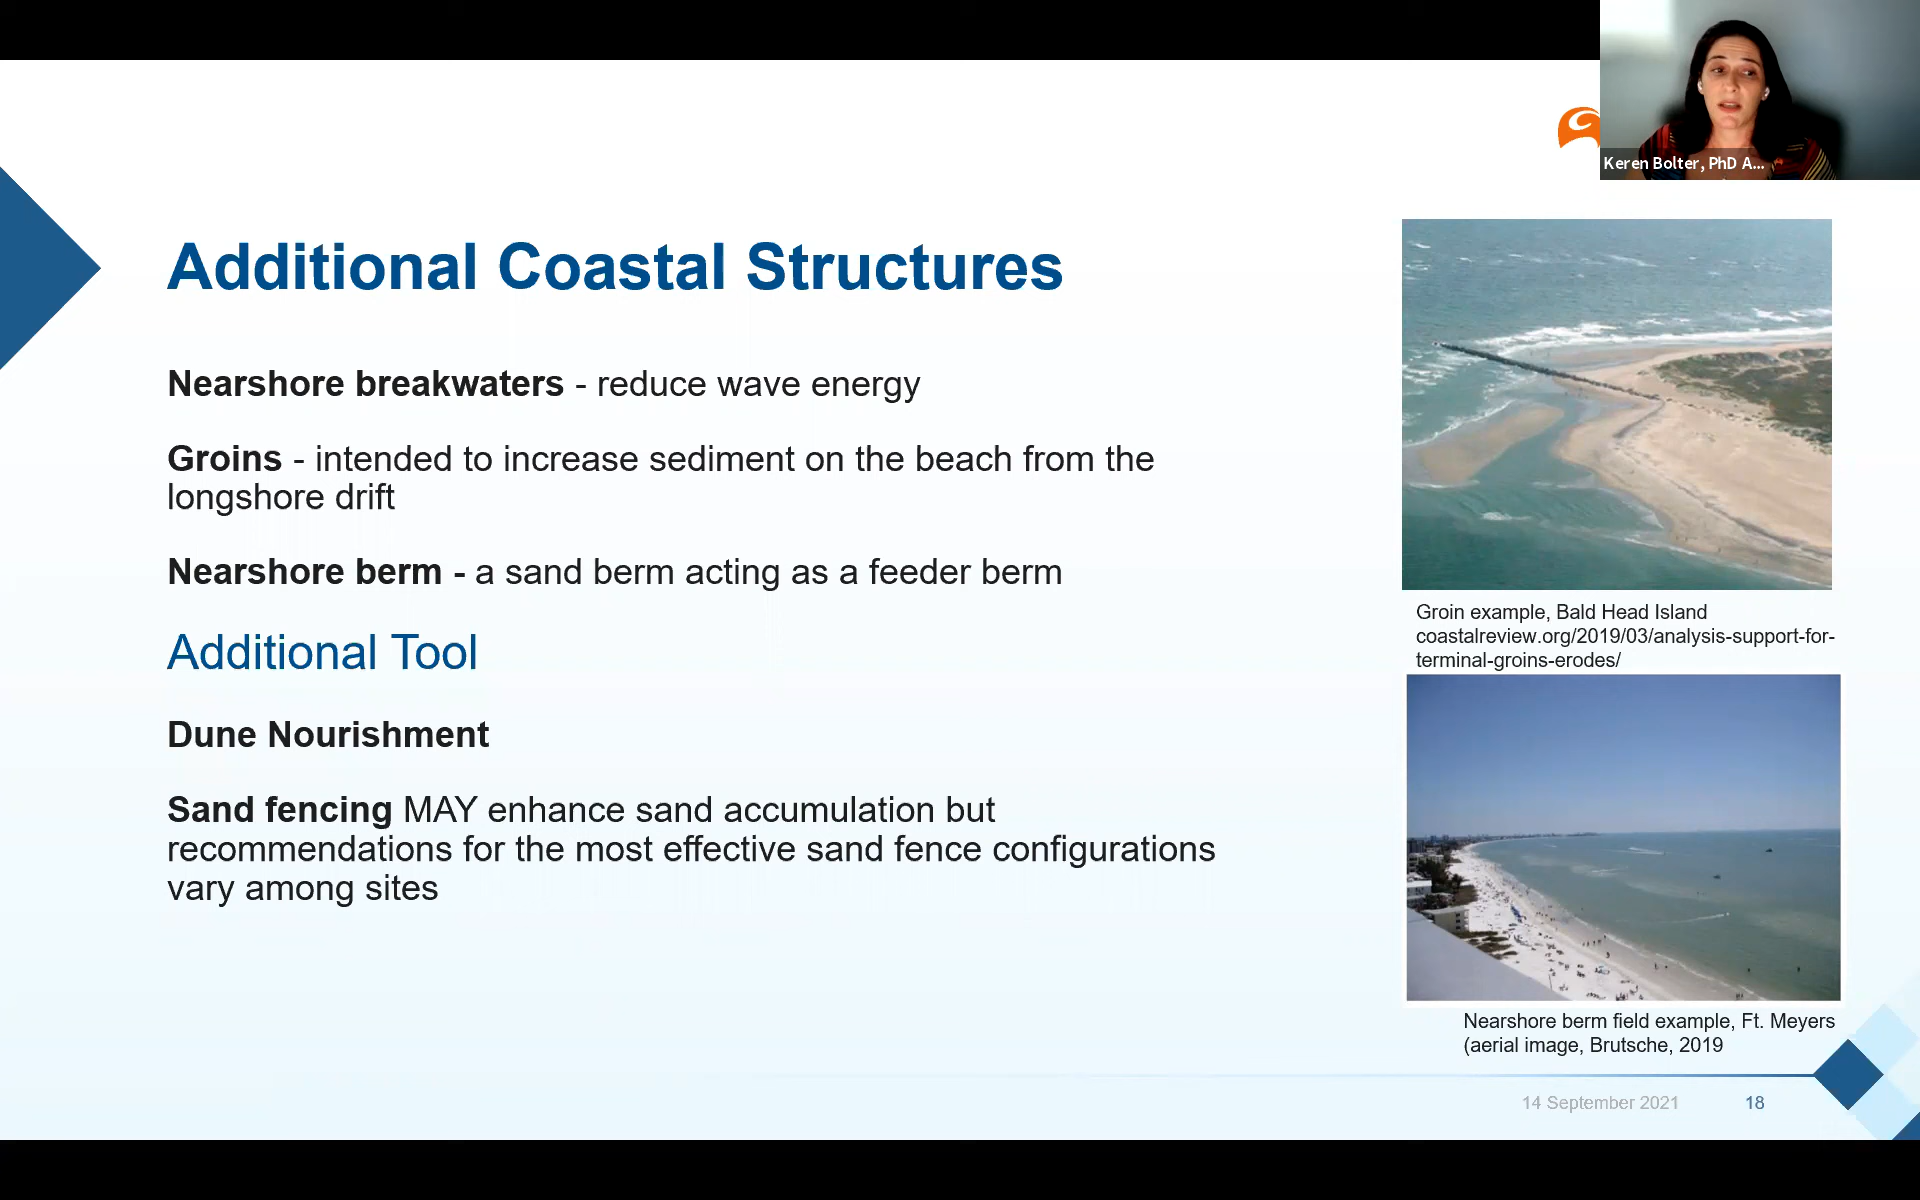 Keren Bolter, PhD A...
Additional Coastal Structures
Nearshore breakwaters - reduce wave energy
Groins - intended to increase sediment on the beach from the
longshore drift
Nearshore berm - a sand berm acting as a feeder berm
Additional Tool
Dune Nourishment
Sand fencing MAY enhance sand accumulation but
recommendations for the most effective sand fence configurations
vary among sites
Groin example, Bald Head Island
coastalreview.org/2019/03/analysis-support-for-
terminal-groins-erodes/
Nearshore berm field example, Ft. Meyers
(aerial image, Brutsche, 2019
14 September 2021
18